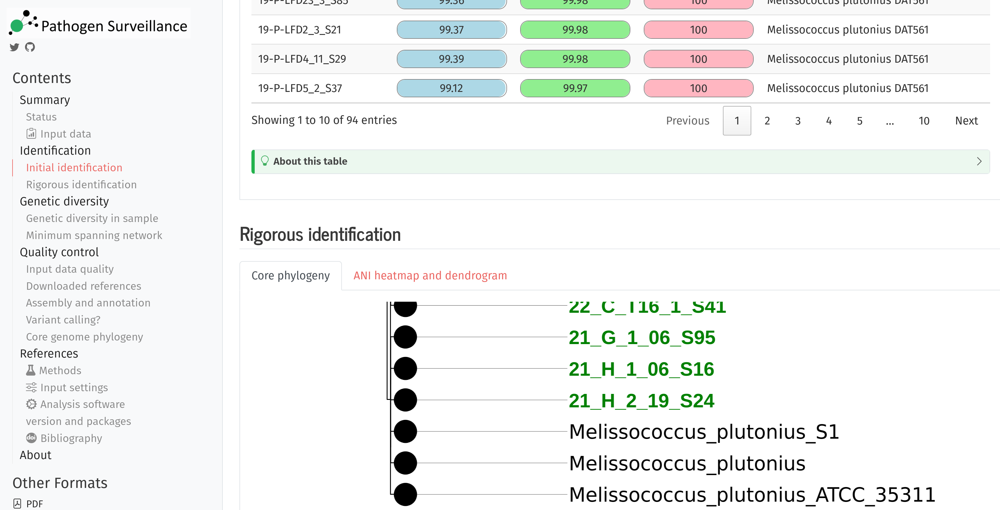 Pathogen Surveillance
Contents
Summary
Status
Input data
Identification
Initial identification
Rigorous identification
Genetic diversity
Genetic diversity in sample
Minimum spanning network
Quality control
Input data quality
Downloaded references
Assembly and annotation
Variant calling?
Core genome phylogeny
References
Methods
Input settings
Analysis software
version and packages
doi Bibliography
About
Other Formats
PDF
19-P-LFD23_3_S85 99.36 99.98 100 Melissococcus plutonius DAT561
19-P-LFD2_3_S21 99.37 99.98 100 Melissococcus plutonius DAT561
19-P-LFD4_11_S29 99.39 99.98 100 Melissococcus plutonius DAT561
19-P-LFD5_2_S37 99.12 99.97 100 Melissococcus plutonius DAT561
Showing 1 to 10 of 94 entries Previous 1 2 3 4 5 ... 10 Next
About this table
Rigorous identification
Core phylogeny ANI heatmap and dendrogram
22_C_T16_1_S41
21_G_1_06_S95
21_H_1_06_S16
21_H_2_19_S24
Melissococcus_plutonius_S1
Melissococcus_plutonius
Melissococcus_plutonius_ATCC_35311